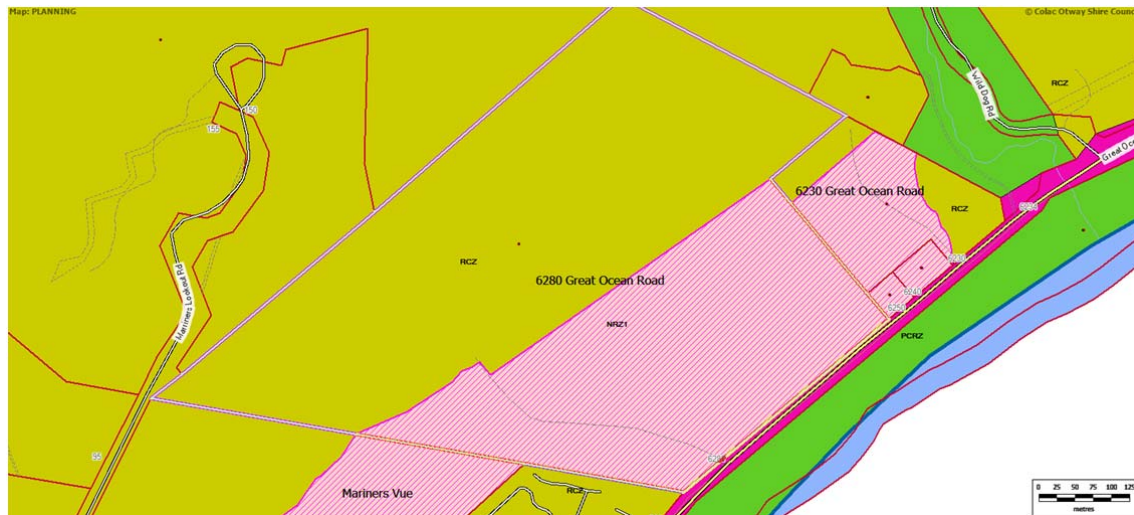 Map: PLANNING
© Colac Otway Shire Counc
150
155
Wild Dog Rd
RCZ
Great Oc
6230 Great Ocean Road
RCZ
6234
RCZ
6280 Great Ocean Road
6230
6240
6250
Mariners Lookout Rd
NRZ1
PCRZ
95
Mariners Vue
RCZ
0 25 50 75 100 125
metres